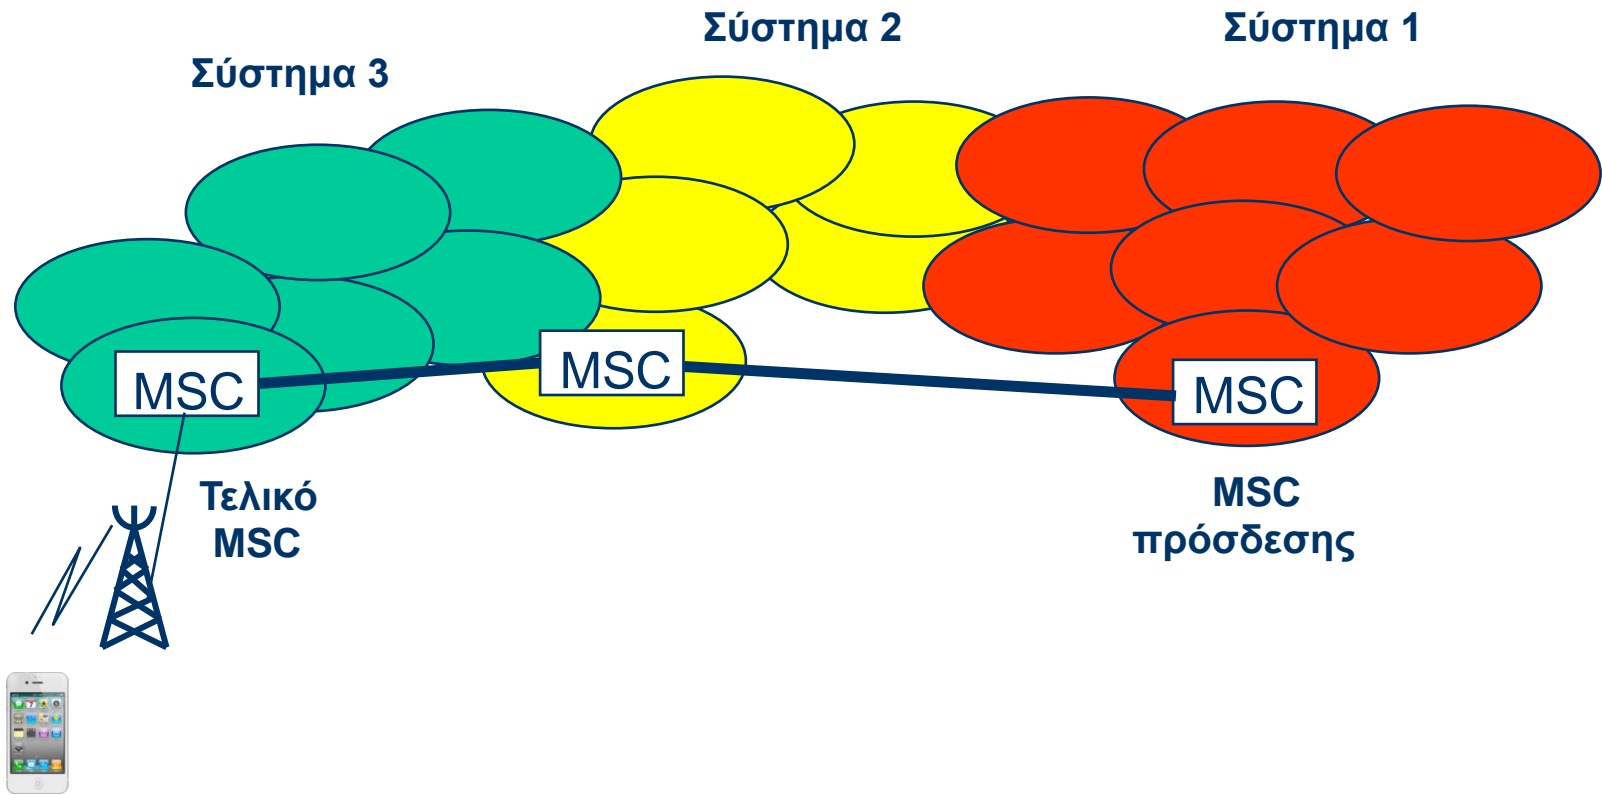 Σύστημα 2
Σύστημα 1
Σύστημα 3
MSC
MSC
MSC
Τελικό
MSC
MSC
πρόσδεσης